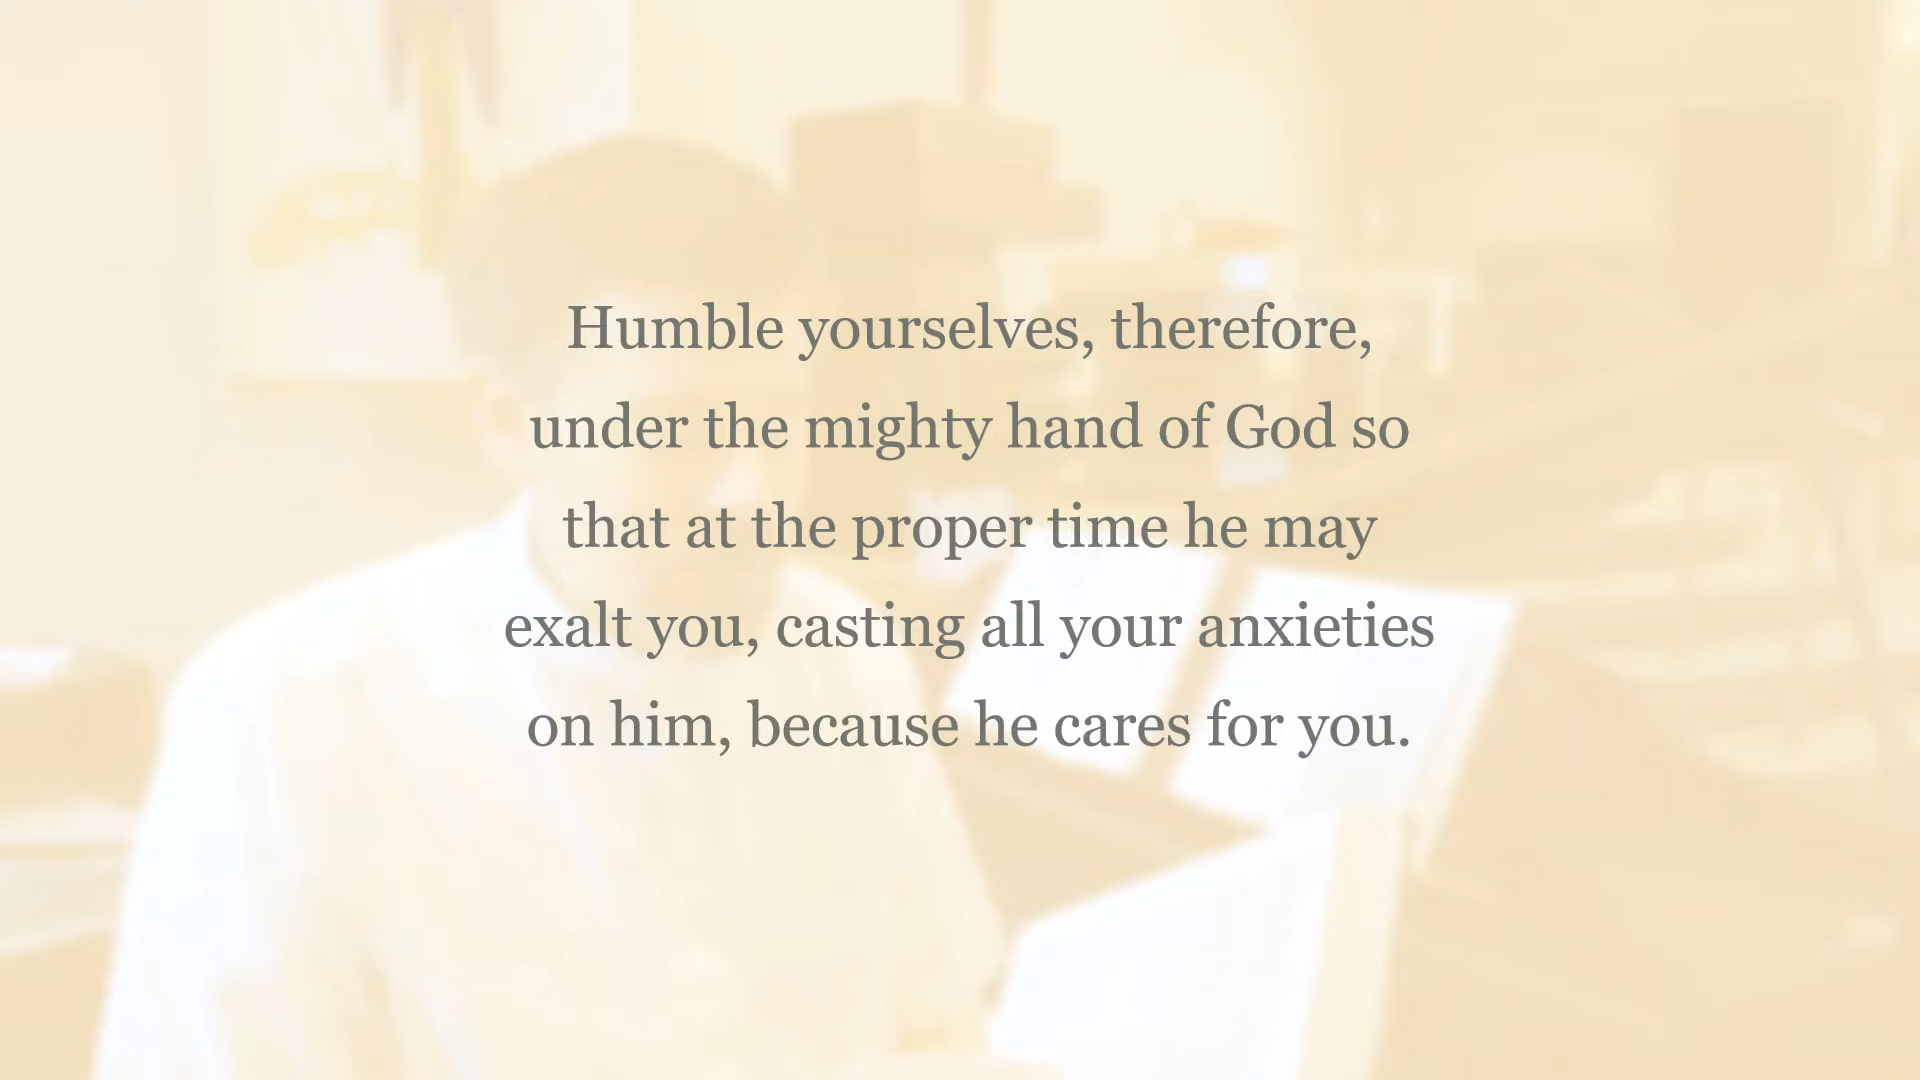 Humble yourselves, therefore,
under the mighty hand of God so
that at the proper time he may
exalt you, casting all your anxieties
on him, because he cares for you.